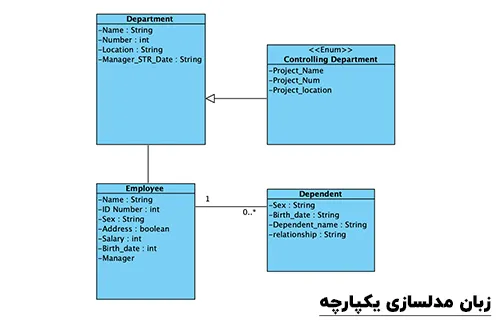 Department
-Name : String
-Number : int
-Location : String
-Manager_STR_Date : String
<<Enum>>
Controlling Department
-Project_Name
-Project_Num
-Project_location
Employee
-Name : String
-ID Number : int
-Sex : String
-Address : boolean
-Salary : int
-Birth_date : int
-Manager
1
0..*
Dependent
-Sex : String
-Birth_date : String
-Dependent_name : String
-relationship : String
زبان مدلسازی یکپارچه